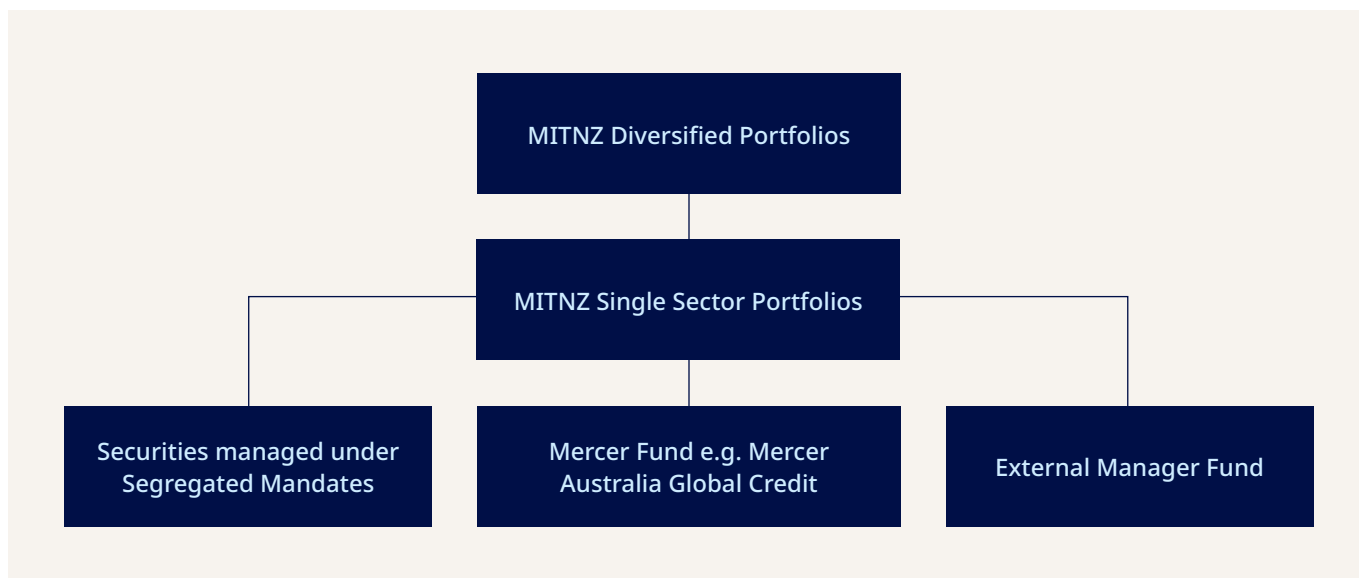 MITNZ Diversified Portfolios
MITNZ Single Sector Portfolios
Securities managed under
Segregated Mandates
Mercer Fund e.g. Mercer
Australia Global Credit
External Manager Fund